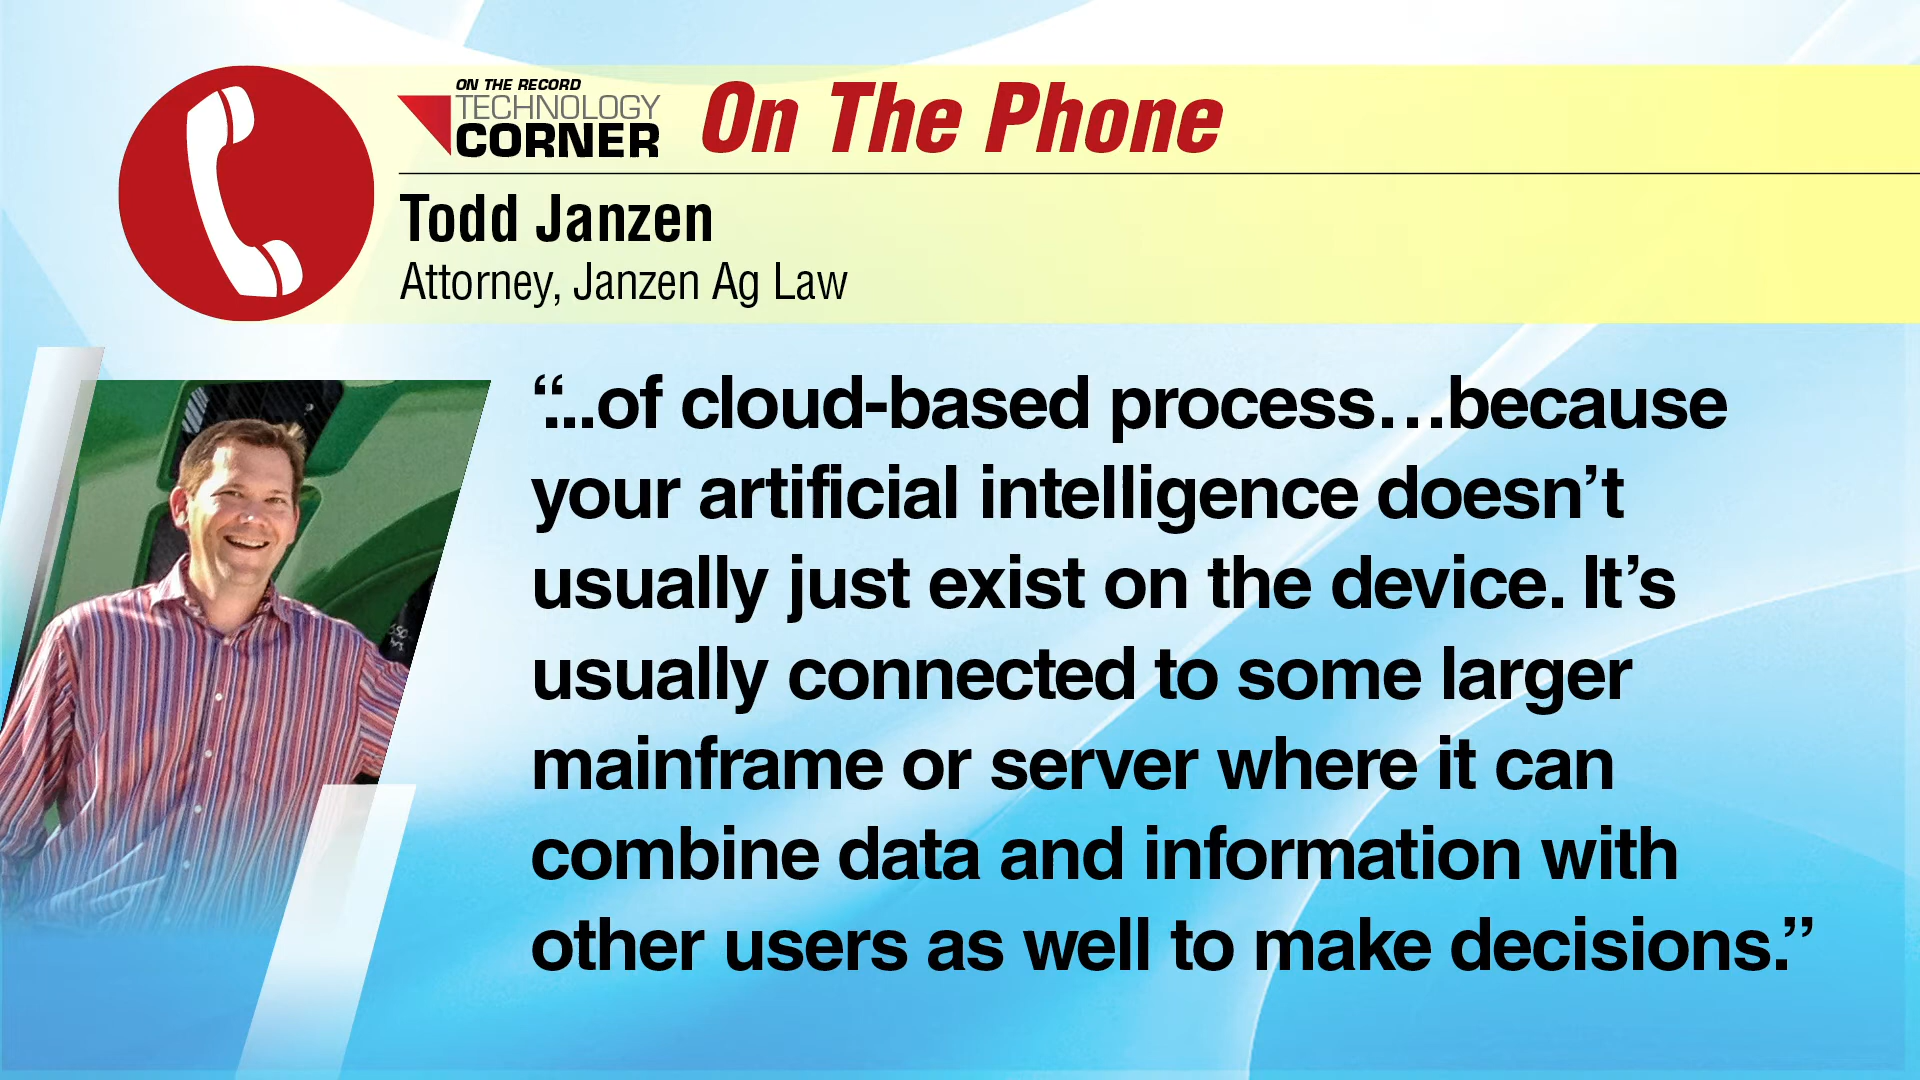 ON THE RECORD
TECHNOLOGY
CORNER
On The Phone
Todd Janzen
Attorney, Janzen Ag Law
“...of cloud-based process…because
your artificial intelligence doesn’t
usually just exist on the device. It’s
usually connected to some larger
mainframe or server where it can
combine data and information with
other users as well to make decisions.”